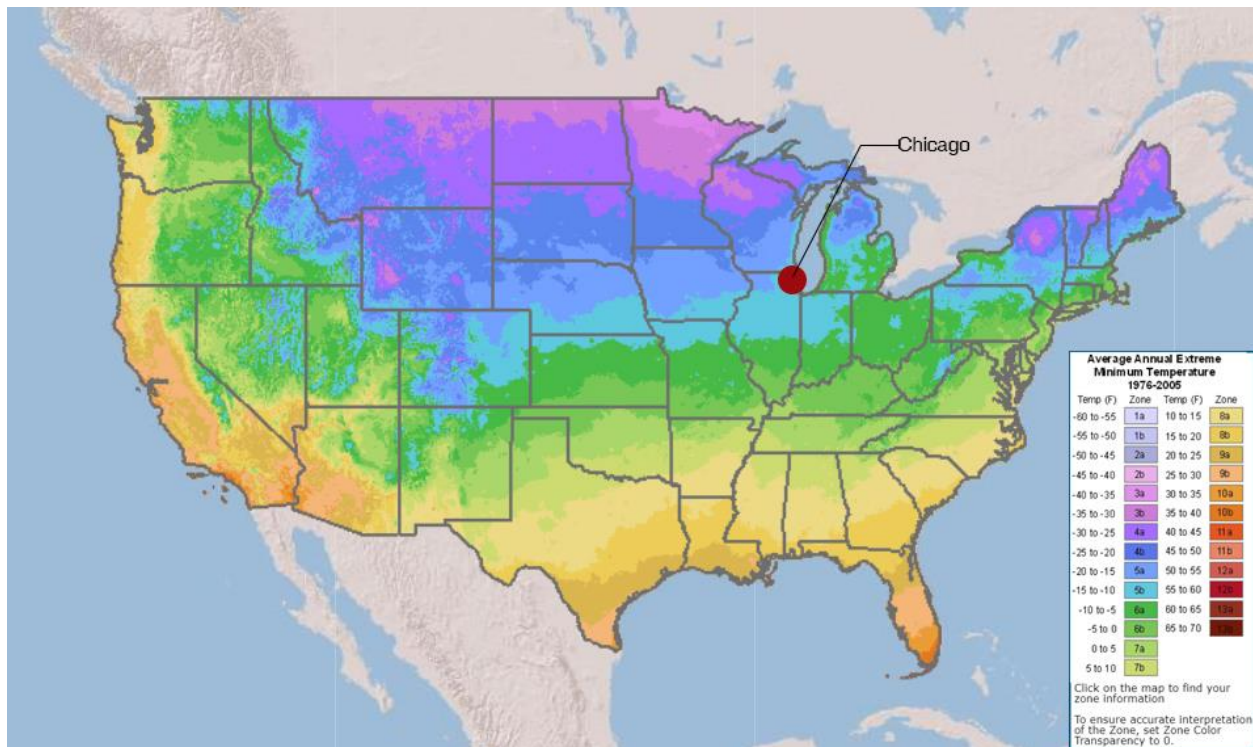 Chicago
Average Annual Extreme
Minimum Temperature
1976-2005
Temp (F) Zone Temp (F) Zone
-60 to -55 1a 10 to 15 8a
-55 to -50 1b 15 to 20 8b
-50 to -45 2a 20 to 25 9a
-45 to -40 2b 25 to 30 9b
-40 to -35 3a 30 to 35 10a
-35 to -30 3b 35 to 40 10b
-30 to -25 4a 40 to 45 11a
-25 to -20 4b 45 to 50 11b
-20 to -15 5a 50 to 55 12a
-15 to -10 5b 55 to 60 12b
-10 to -5 6a 60 to 65 13a
-5 to 0 6b 65 to 70
0 to 5 7a
5 to 10 7b
Click on the map to find your
zone information
To ensure accurate interpretation
of the Zone, set Zone Color
Transparency to 0.